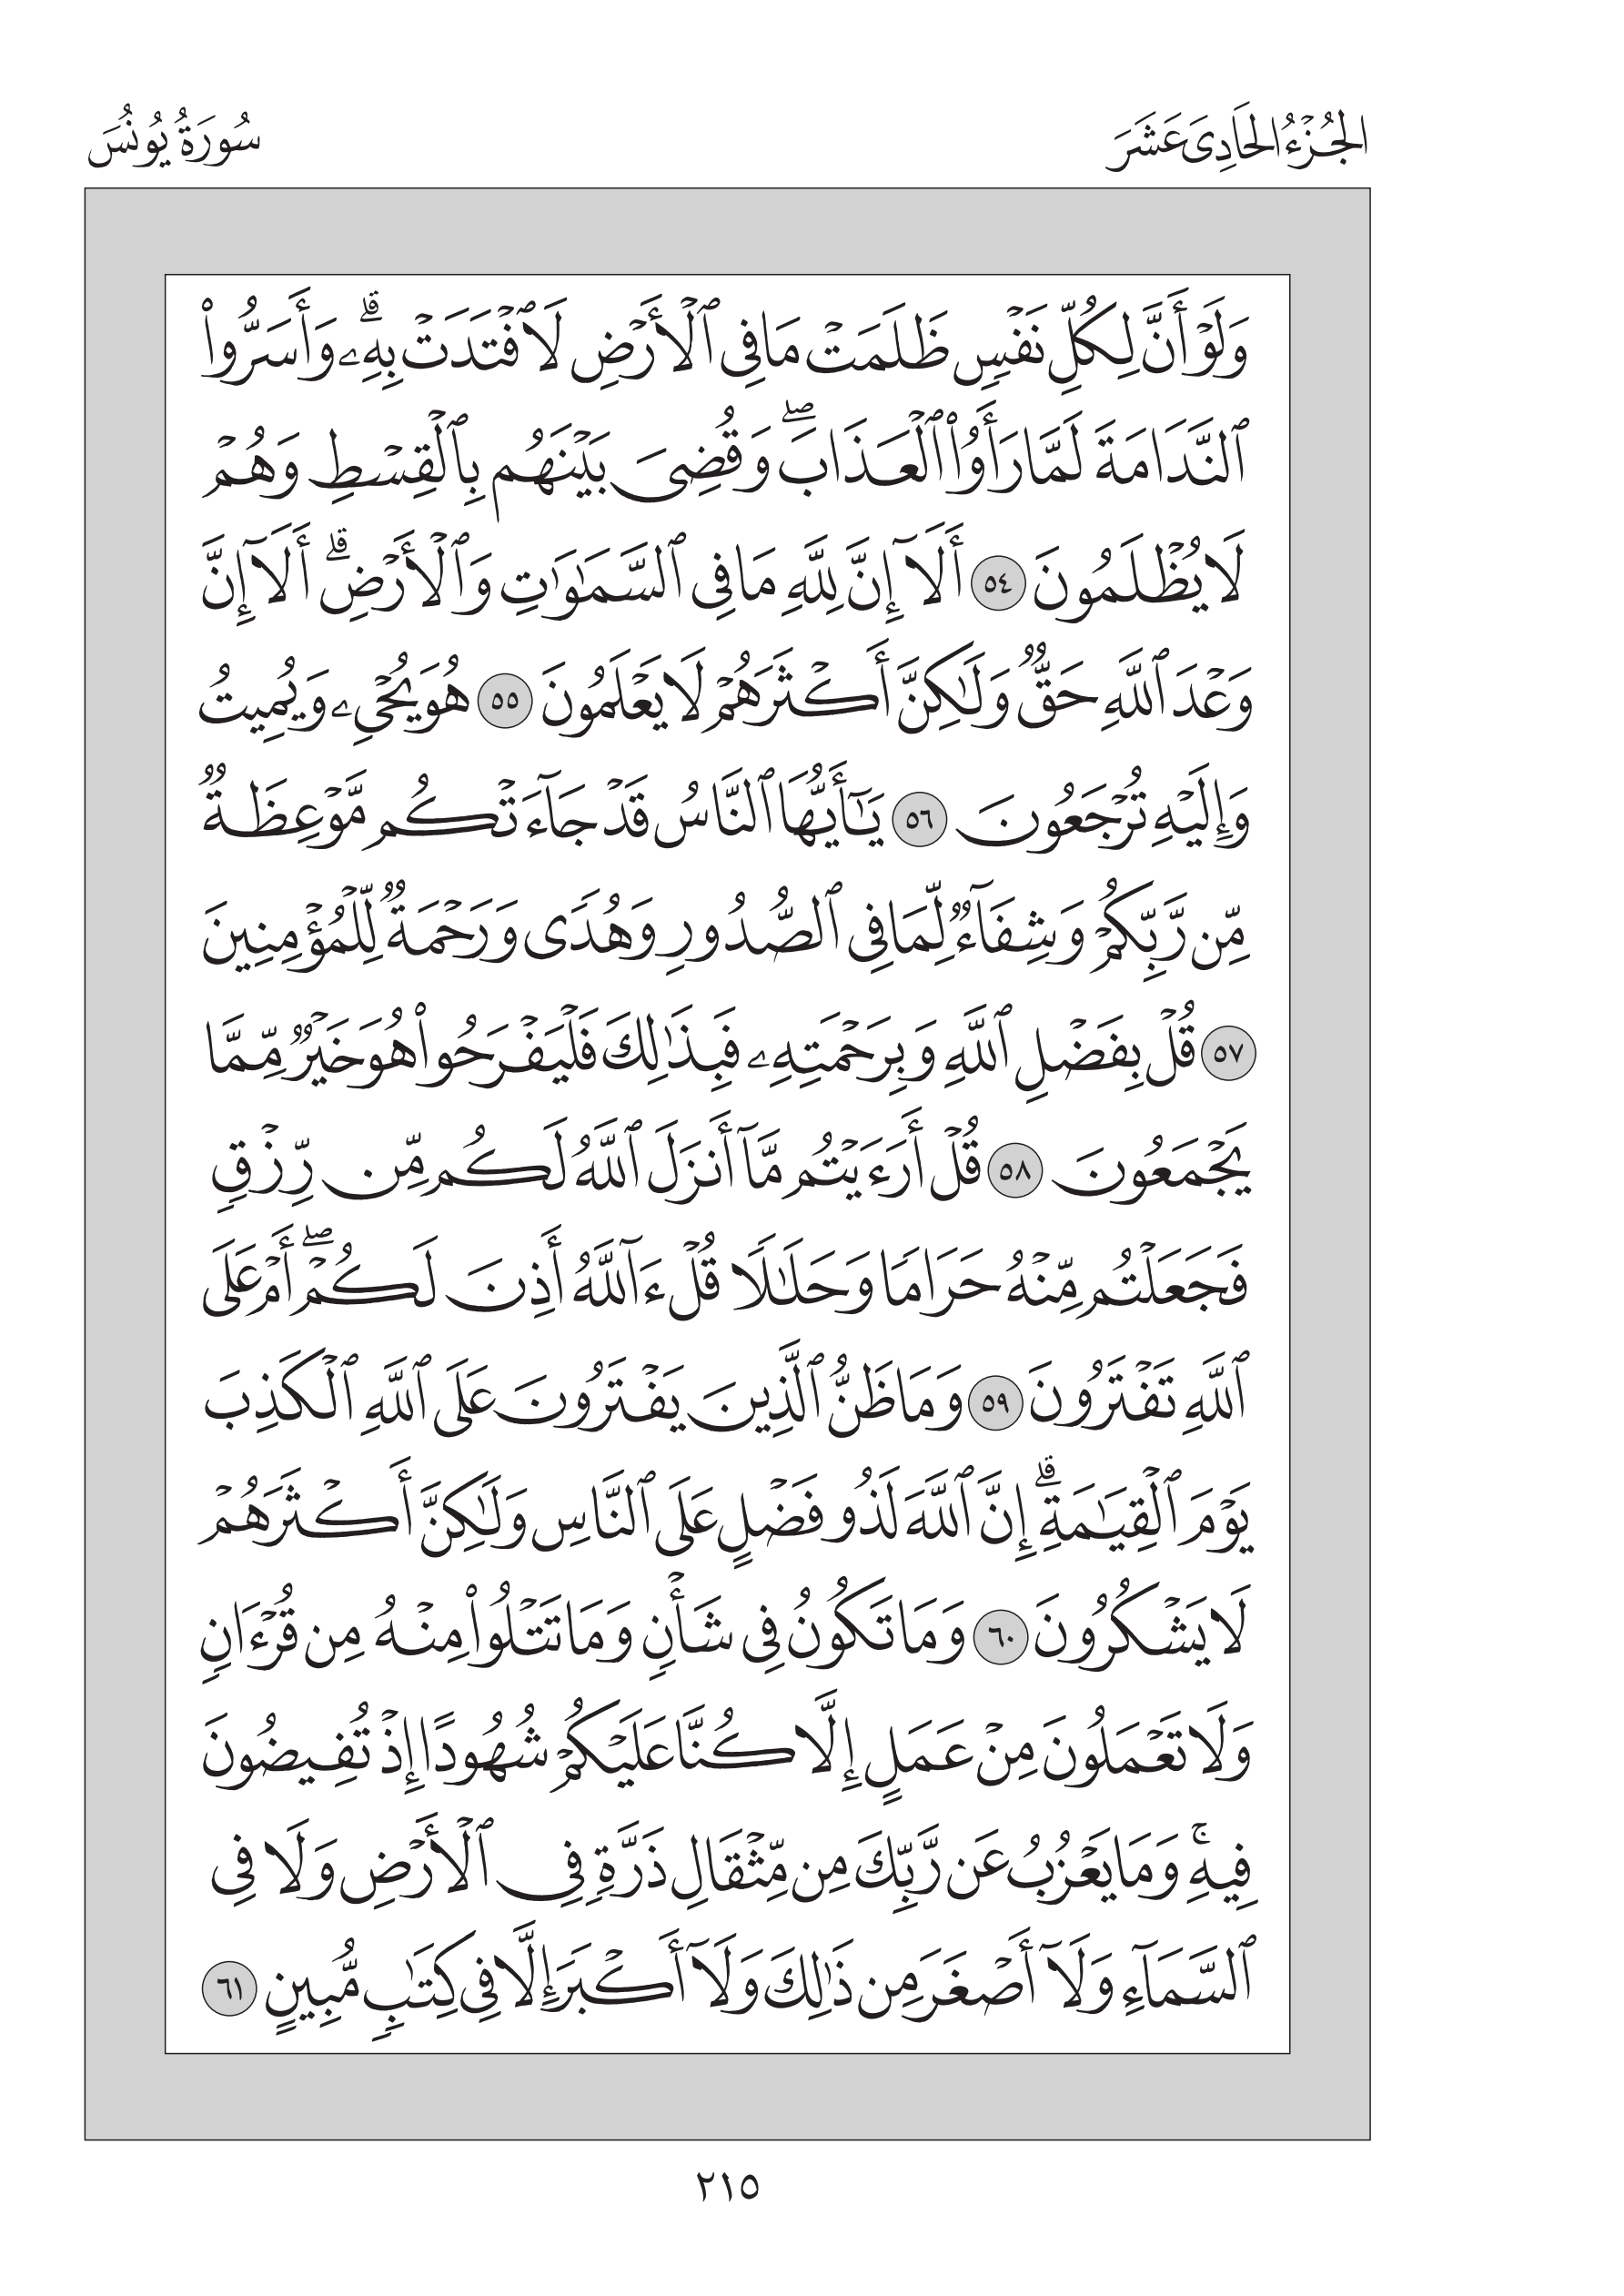 الجُزْءُ الحَادِىَ عَشَرَ
سُورَةُ يُونُسَ
وَلَوْ أَنَّ لِكُلِّ نَفْسٍ ظَلَمَتْ مَا فِى ٱلْأَرْضِ لَٱفْتَدَتْ بِهِۦ ۗ وَأَسَرُّوا۟
ٱلنَّدَامَةَ لَمَّا رَأَوُا۟ ٱلْعَذَابَ ۖ وَقُضِىَ بَيْنَهُم بِٱلْقِسْطِ وَهُمْ
لَا يُظْلَمُونَ ٥٤ أَلَآ إِنَّ لِلَّهِ مَا فِى ٱلسَّمَـٰوَٰتِ وَٱلْأَرْضِ ۗ أَلَآ إِنَّ
وَعْدَ ٱللَّهِ حَقٌّ وَلَـٰكِنَّ أَكْثَرَهُمْ لَا يَعْلَمُونَ ٥٥ هُوَ يُحْىِۦ وَيُمِيتُ
وَإِلَيْهِ تُرْجَعُونَ ٥٦ يَـٰٓأَيُّهَا ٱلنَّاسُ قَدْ جَآءَتْكُم مَّوْعِظَةٌ
مِّن رَّبِّكُمْ وَشِفَآءٌ لِّمَا فِى ٱلصُّدُورِ وَهُدًى وَرَحْمَةٌ لِّلْمُؤْمِنِينَ
٥٧ قُلْ بِفَضْلِ ٱللَّهِ وَبِرَحْمَتِهِۦ فَبِذَٰلِكَ فَلْيَفْرَحُوا۟ هُوَ خَيْرٌ مِّمَّا
يَجْمَعُونَ ٥٨ قُلْ أَرَءَيْتُم مَّآ أَنزَلَ ٱللَّهُ لَكُم مِّن رِّزْقٍ
فَجَعَلْتُم مِّنْهُ حَرَامًا وَحَلَـٰلًا قُلْ ءَآللَّهُ أَذِنَ لَكُمْ ۖ أَمْ عَلَى
ٱللَّهِ تَفْتَرُونَ ٥٩ وَمَا ظَنُّ ٱلَّذِينَ يَفْتَرُونَ عَلَى ٱللَّهِ ٱلْكَذِبَ
يَوْمَ ٱلْقِيَـٰمَةِ ۗ إِنَّ ٱللَّهَ لَذُو فَضْلٍ عَلَى ٱلنَّاسِ وَلَـٰكِنَّ أَكْثَرَهُمْ
لَا يَشْكُرُونَ ٦٠ وَمَا تَكُونُ فِى شَأْنٍ وَمَا تَتْلُوا۟ مِنْهُ مِن قُرْءَانٍ
وَلَا تَعْمَلُونَ مِنْ عَمَلٍ إِلَّا كُنَّا عَلَيْكُمْ شُهُودًا إِذْ تُفِيضُونَ
فِيهِ ۚ وَمَا يَعْزُبُ عَن رَّبِّكَ مِن مِّثْقَالِ ذَرَّةٍ فِى ٱلْأَرْضِ وَلَا فِى
ٱلسَّمَآءِ وَلَآ أَصْغَرَ مِن ذَٰلِكَ وَلَآ أَكْبَرَ إِلَّا فِى كِتَـٰبٍ مُّبِينٍ ٦١
٢١٥